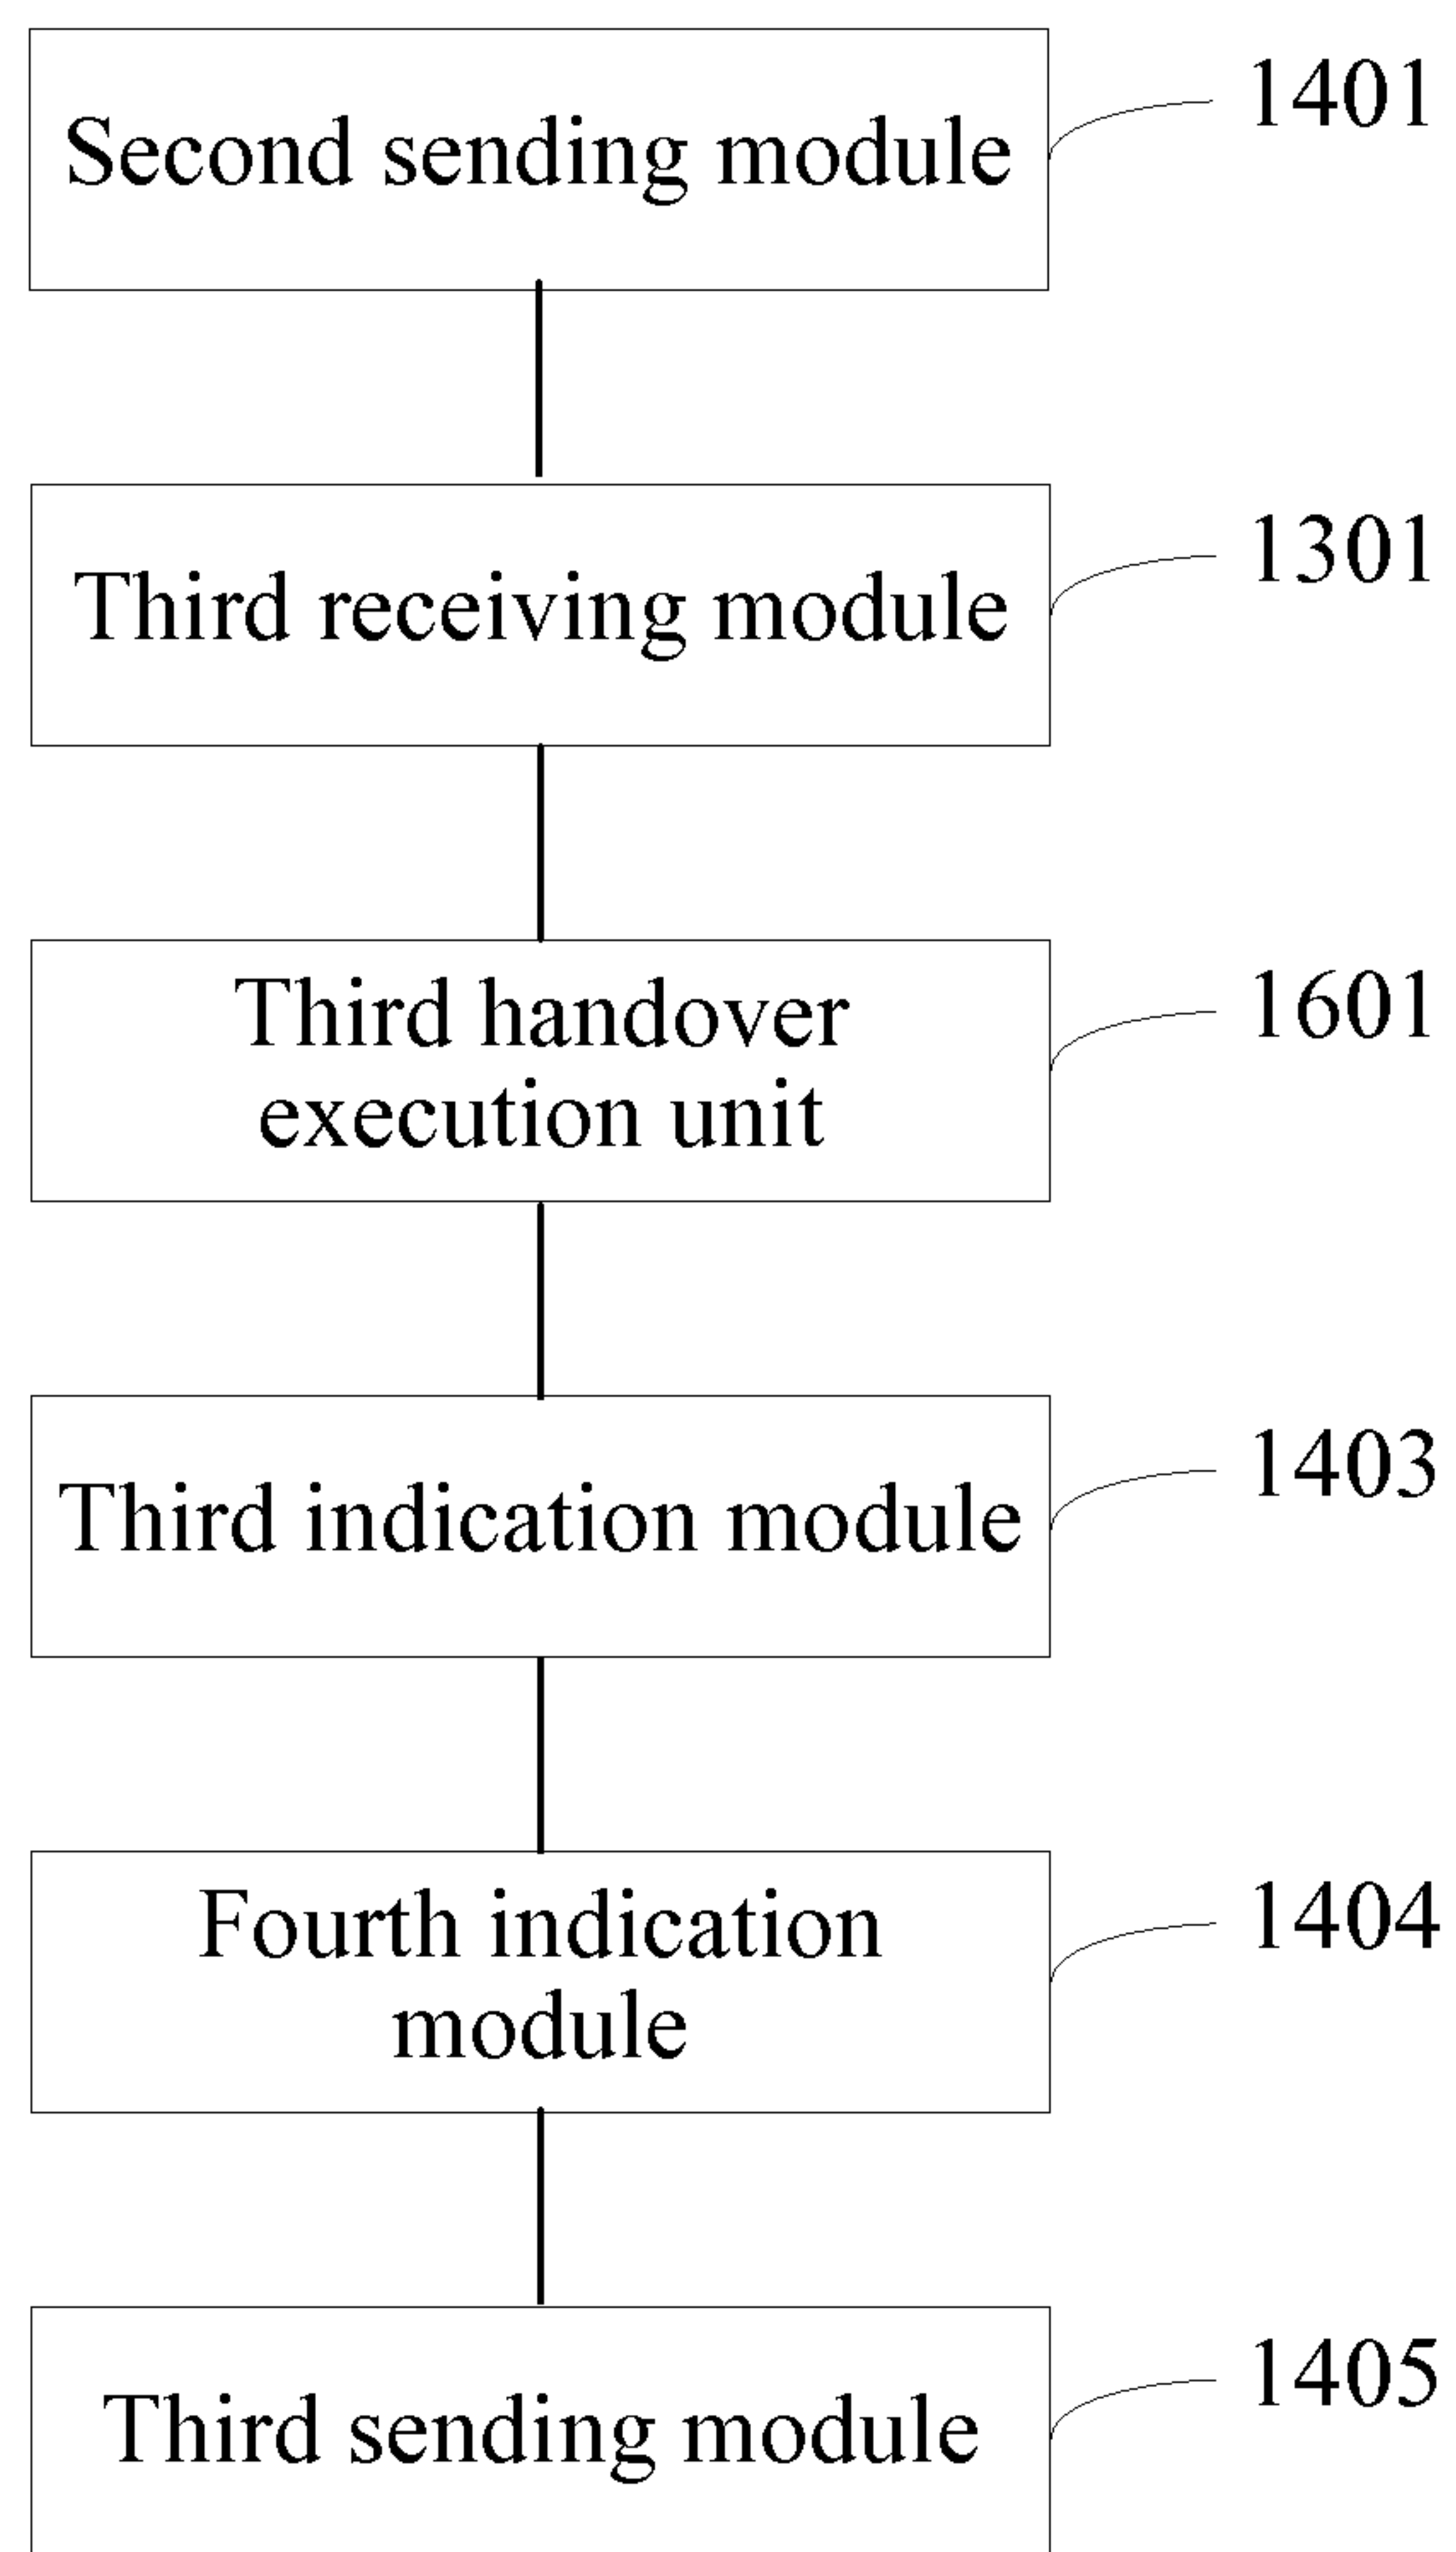 Second sending module
1401
Third receiving module
1301
Third handover
execution unit
1601
Third indication module
1403
Fourth indication
module
1404
Third sending module
1405